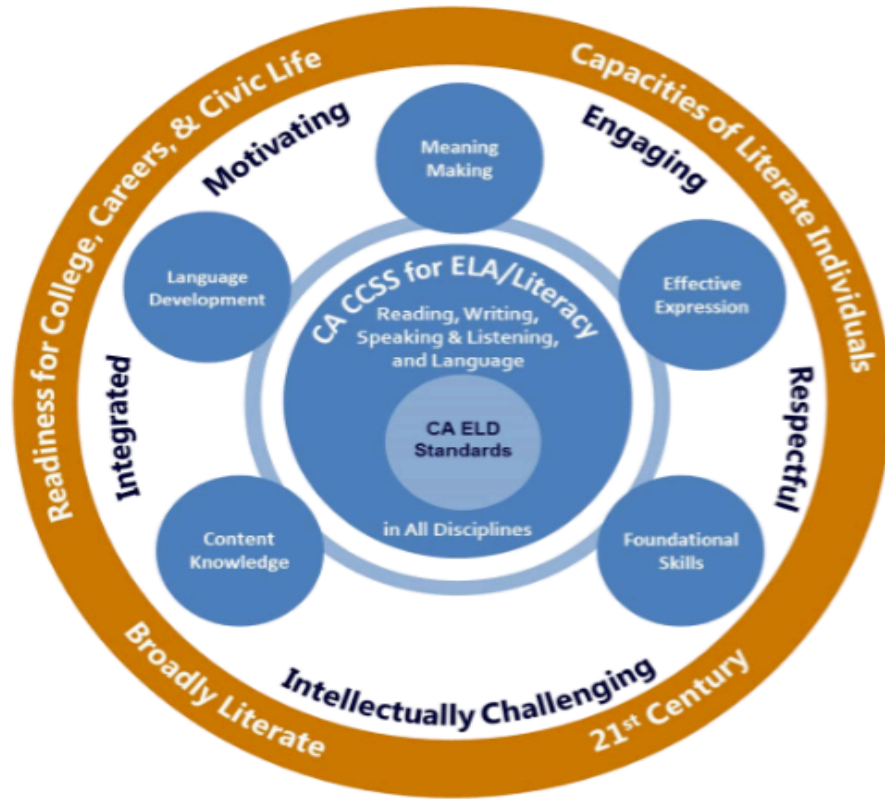 Readiness for College, Careers, & Civic Life
Capacities of Literate Individuals
Motivating
Engaging
Meaning
Making
Language
Development
Effective
Expression
CA CCSS for ELA/Literacy
Reading, Writing,
Speaking & Listening,
and Language
CA ELD
Standards
in All Disciplines
Integrated
Respectful
Content
Knowledge
Foundational
Skills
Intellectually Challenging
Broadly Literate
21st Century